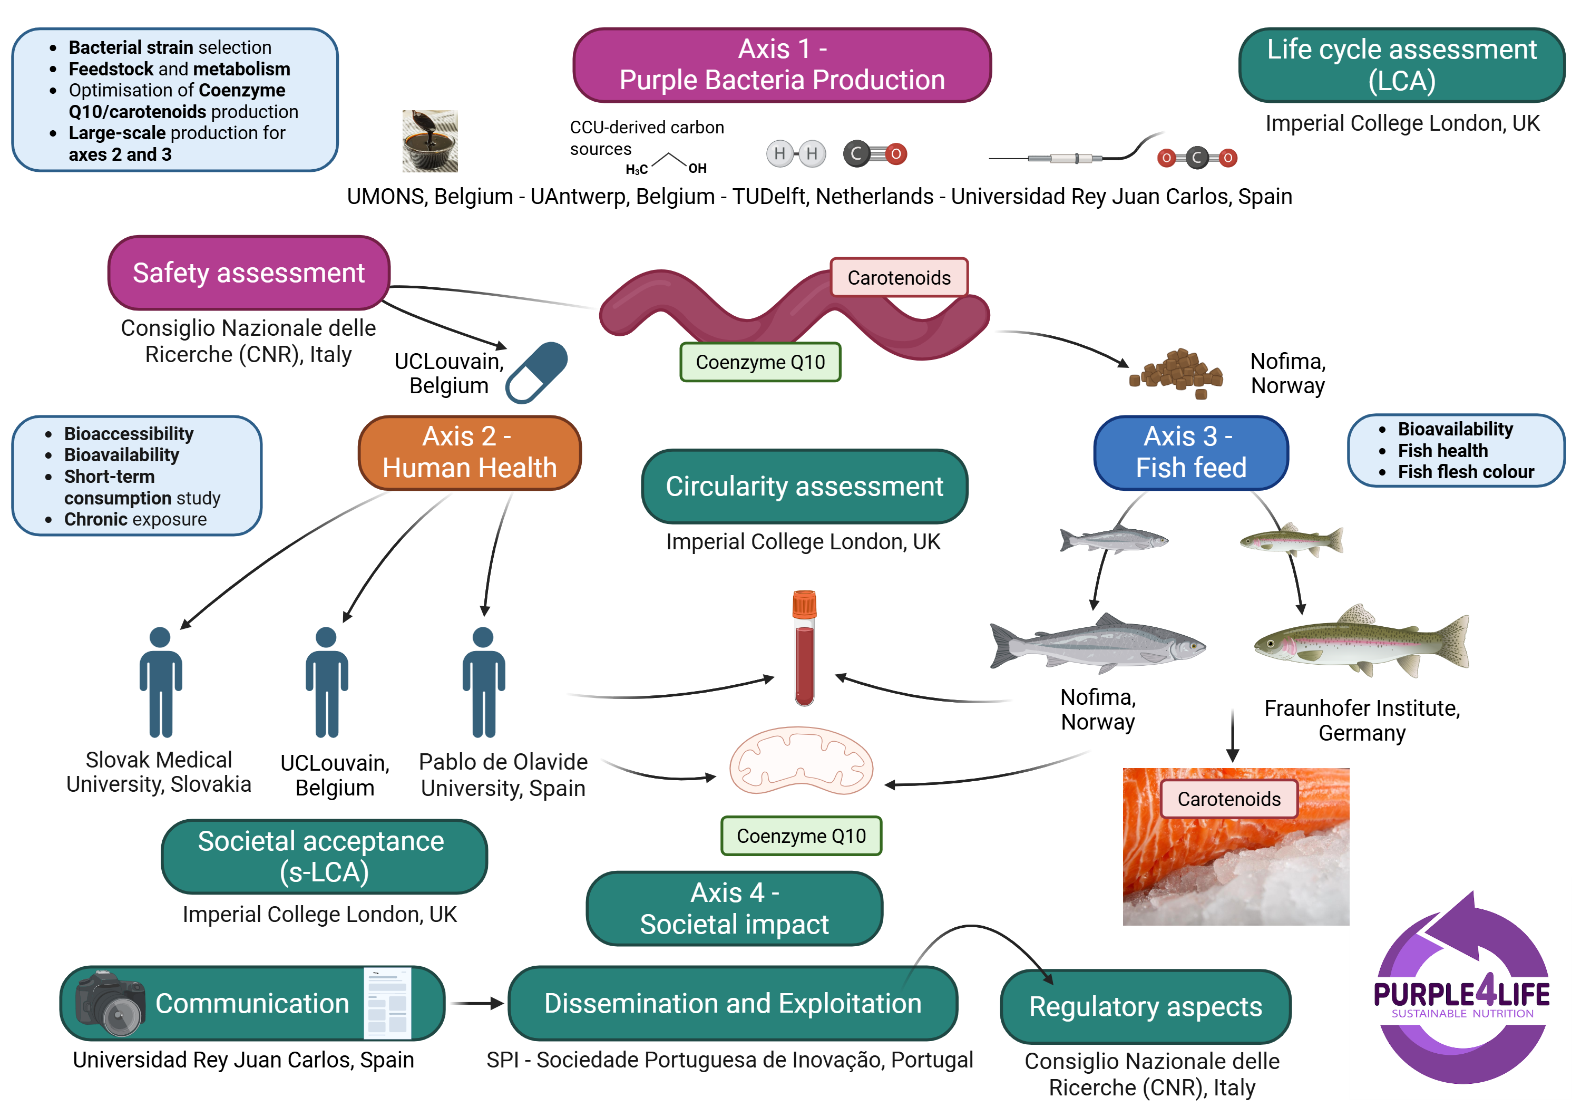 Bacterial strain selection
Feedstock and metabolism
Optimisation of Coenzyme
Q10/carotenoids production
Large-scale production for
axes 2 and 3
Axis 1 -
Purple Bacteria Production
Life cycle assessment
(LCA)
Imperial College London, UK
CCU-derived carbon
sources
H₃C OH
H H
C O
O C O
UMONS, Belgium - UAntwerp, Belgium - TUDelft, Netherlands - Universidad Rey Juan Carlos, Spain
Safety assessment
Consiglio Nazionale delle
Ricerche (CNR), Italy
Carotenoids
Coenzyme Q10
UCLouvain,
Belgium
Nofima,
Norway
Bioaccessibility
Bioavailability
Short-term
consumption study
Chronic exposure
Axis 2 -
Human Health
Circularity assessment
Imperial College London, UK
Axis 3 -
Fish feed
Bioavailability
Fish health
Fish flesh colour
Slovak Medical
University, Slovakia
UCLouvain,
Belgium
Pablo de Olavide
University, Spain
Nofima,
Norway
Fraunhofer Institute,
Germany
Carotenoids
Coenzyme Q10
Societal acceptance
(s-LCA)
Imperial College London, UK
Axis 4 -
Societal impact
Communication
Universidad Rey Juan Carlos, Spain
Dissemination and Exploitation
SPI - Sociedade Portuguesa de Inovação, Portugal
Regulatory aspects
Consiglio Nazionale delle
Ricerche (CNR), Italy
PURPLE4LIFE
SUSTAINABLE NUTRITION